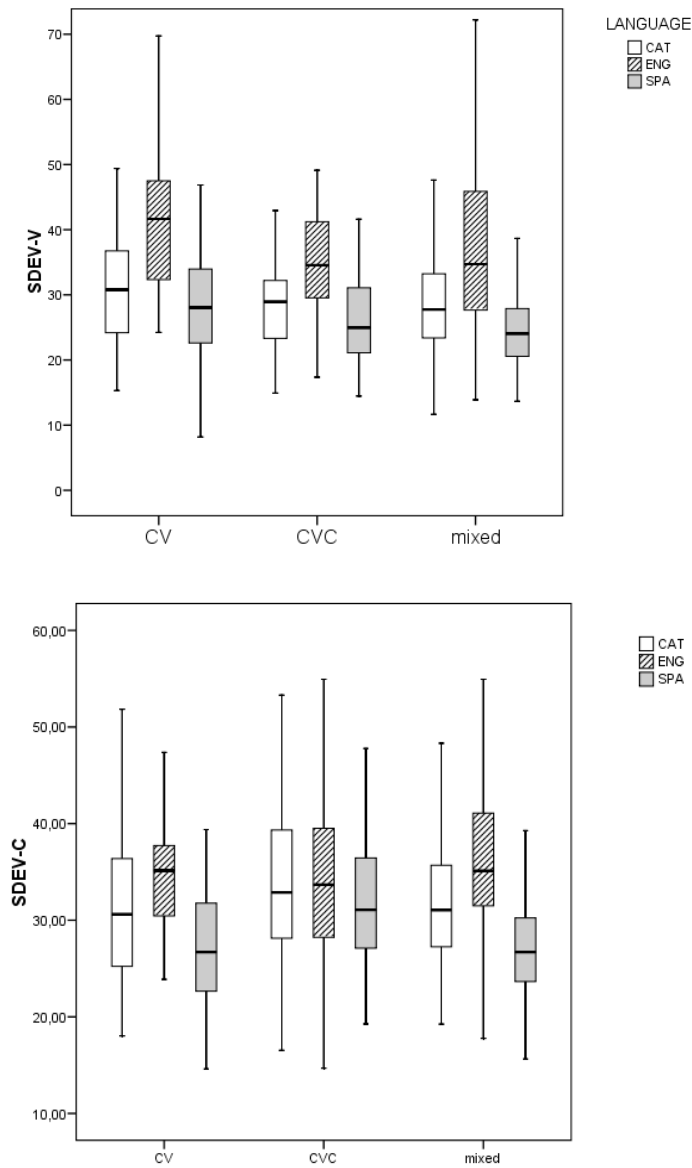 LANGUAGE
CAT
ENG
SPA
SDEV-V
70
60
50
40
30
20
10
0
CV CVC mixed
CAT
ENG
SPA
SDEV-C
60,00
50,00
40,00
30,00
20,00
10,00
CV CVC mixed